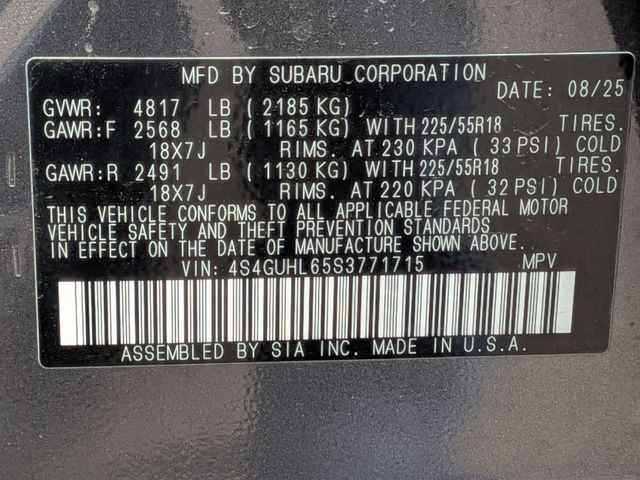 MFD BY SUBARU CORPORATION
DATE: 08/25
GVWR: 4817 LB (2185 KG)
GAWR:F 2568 LB (1165 KG) WITH 225/55R18 TIRES.
18X7J RIMS. AT 230 KPA (33 PSI) COLD
GAWR:R 2491 LB (1130 KG) WITH 225/55R18 TIRES.
18X7J RIMS. AT 220 KPA (32 PSI) COLD
THIS VEHICLE CONFORMS TO ALL APPLICABLE FEDERAL MOTOR
VEHICLE SAFETY AND THEFT PREVENTION STANDARDS
IN EFFECT ON THE DATE OF MANUFACTURE SHOWN ABOVE.
VIN: 4S4GUHL65S3771715 MPV
ASSEMBLED BY SIA INC. MADE IN U.S.A.